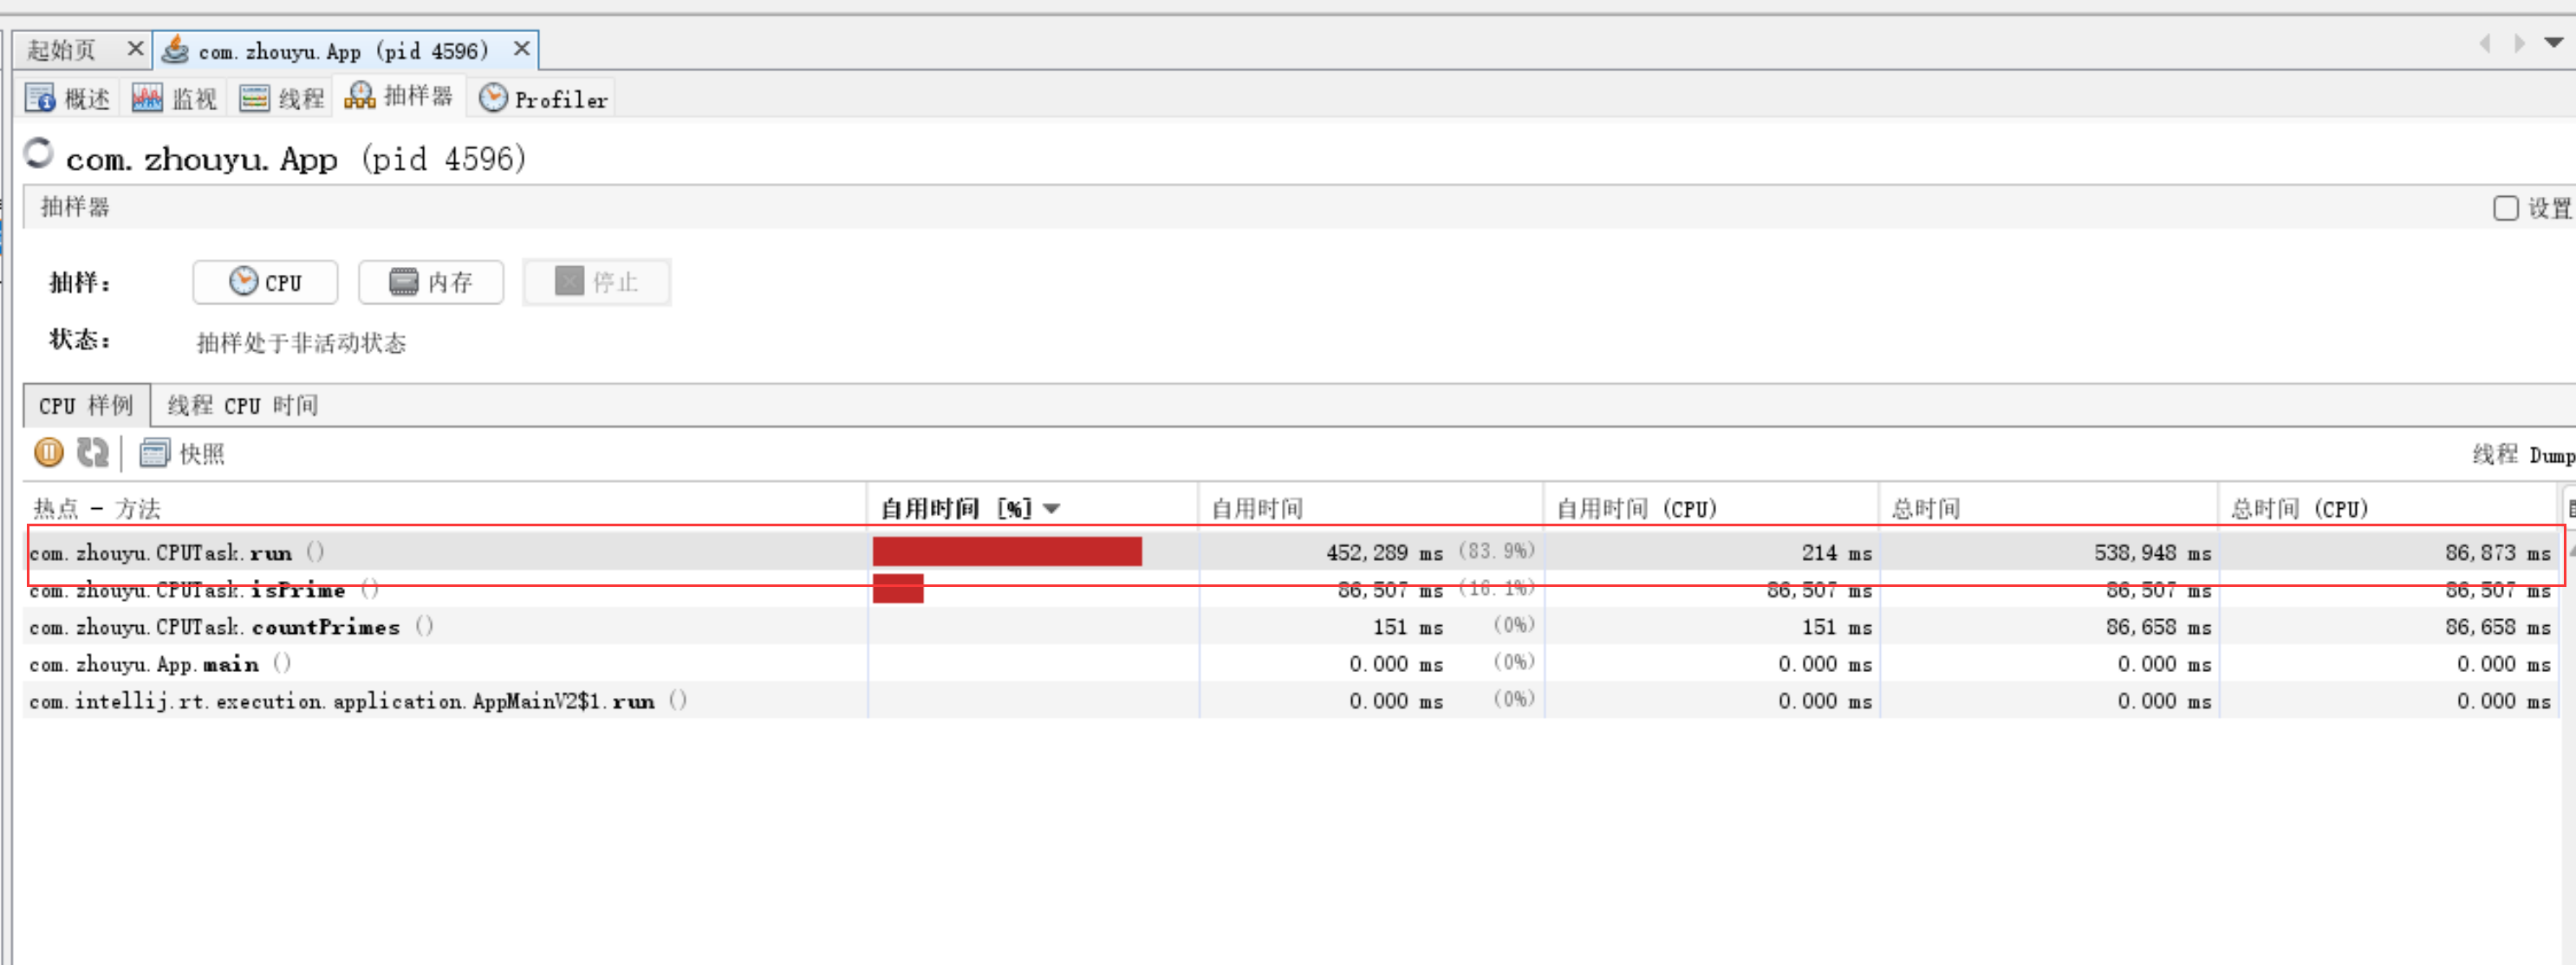 起始页 com.zhouyu.App (pid 4596)
概述 监视 线程 抽样器 Profiler
com.zhouyu.App (pid 4596)
抽样器 设置
抽样: CPU 内存 停止
状态: 抽样处于非活动状态
CPU 样例 线程 CPU 时间
快照 线程 Dump
热点 - 方法 自用时间 [%] 自用时间 自用时间 (CPU) 总时间 总时间 (CPU)
com.zhouyu.CPUTask.run () 452,289 ms (83.9%) 214 ms 538,948 ms 86,873 ms
com.zhouyu.CPUTask.isPrime () 86,507 ms (16.1%) 86,507 ms 86,507 ms 86,507 ms
com.zhouyu.CPUTask.countPrimes () 151 ms (0%) 151 ms 86,658 ms 86,658 ms
com.zhouyu.App.main () 0.000 ms (0%) 0.000 ms 0.000 ms 0.000 ms
com.intellij.rt.execution.application.AppMainV2$1.run () 0.000 ms (0%) 0.000 ms 0.000 ms 0.000 ms